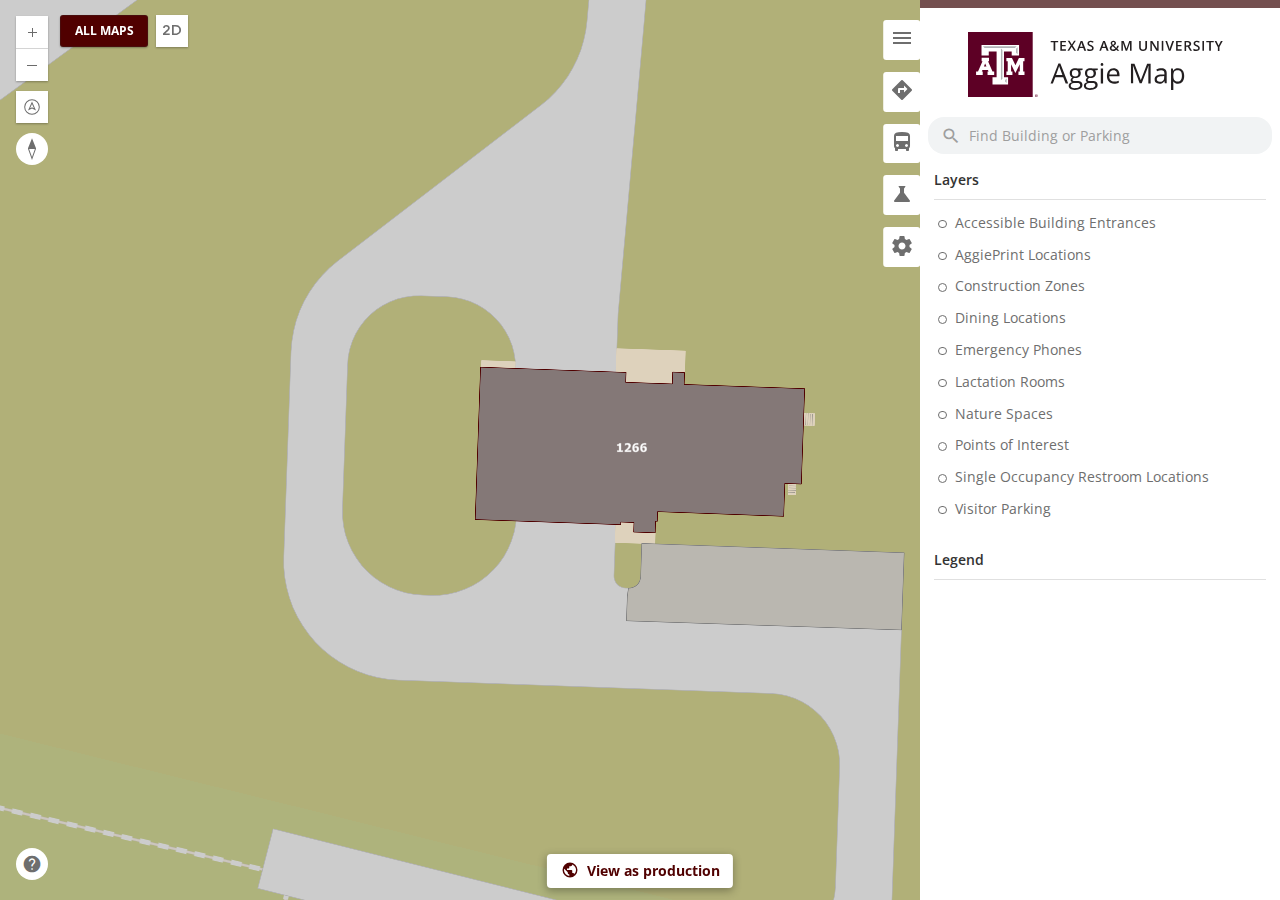 ALL MAPS
2D
TEXAS A&M UNIVERSITY
Aggie Map
Find Building or Parking
Layers
Accessible Building Entrances
AggiePrint Locations
Construction Zones
Dining Locations
Emergency Phones
Lactation Rooms
Nature Spaces
Points of Interest
Single Occupancy Restroom Locations
Visitor Parking
Legend
1266
View as production